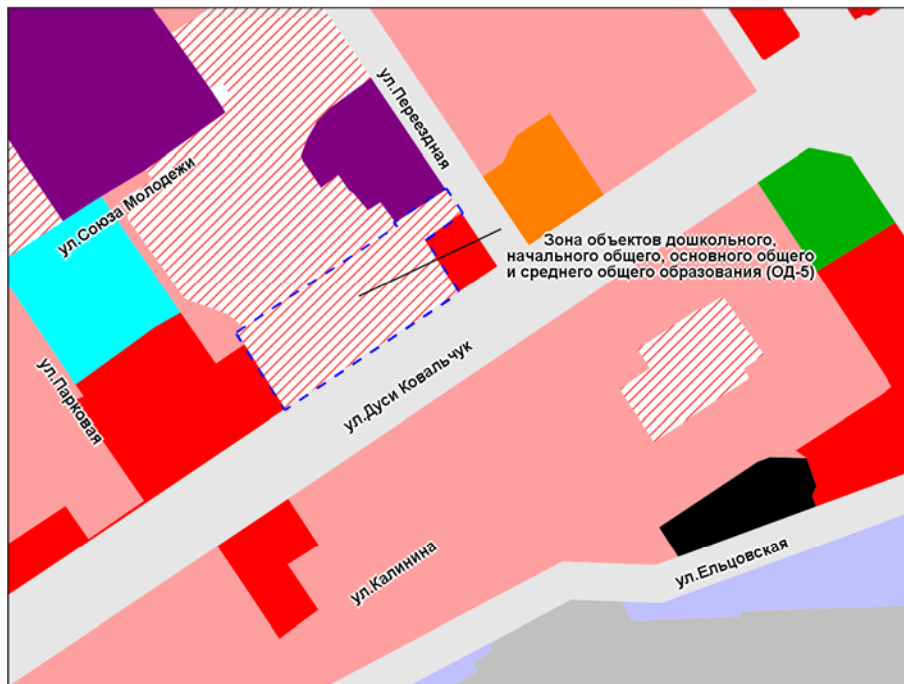 ул.Переездная
ул.Союза Молодежи
Зона объектов дошкольного,
начального общего, основного общего
и среднего общего образования (ОД-5)
ул.Парковая
ул.Дуси Ковальчук
ул.Калинина
ул.Ельцовская